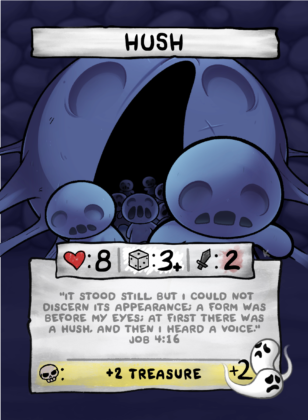 HUSH
:8 :3+ :2
"IT STOOD STILL, BUT I COULD NOT
DISCERN ITS APPEARANCE; A FORM WAS
BEFORE MY EYES; AT FIRST THERE WAS
A HUSH, AND THEN I HEARD A VOICE."
JOB 4:16
: +2 TREASURE
+2